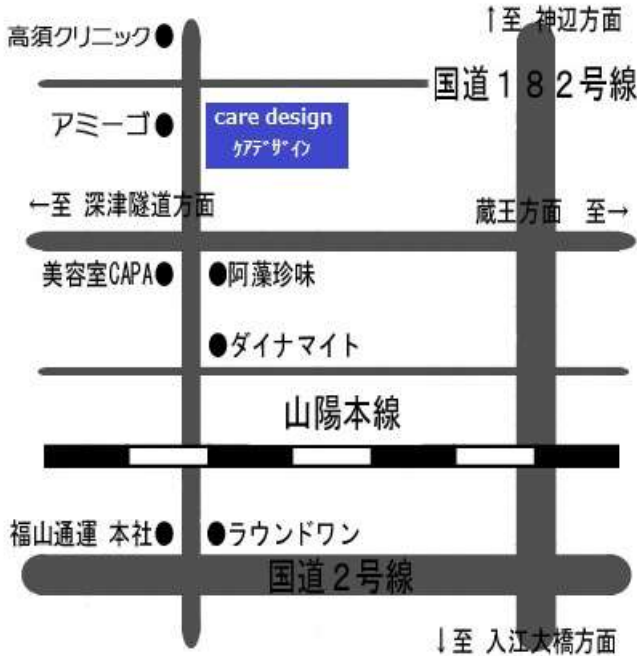 ↑至 神辺方面
高須クリニック
国道182号線
アミーゴ
care design
ケアデザイン
←至 深津隧道方面
蔵王方面 至→
美容室CAPA
阿藻珍味
ダイナマイト
山陽本線
福山通運 本社
ラウンドワン
国道2号線
↓至 入江大橋方面